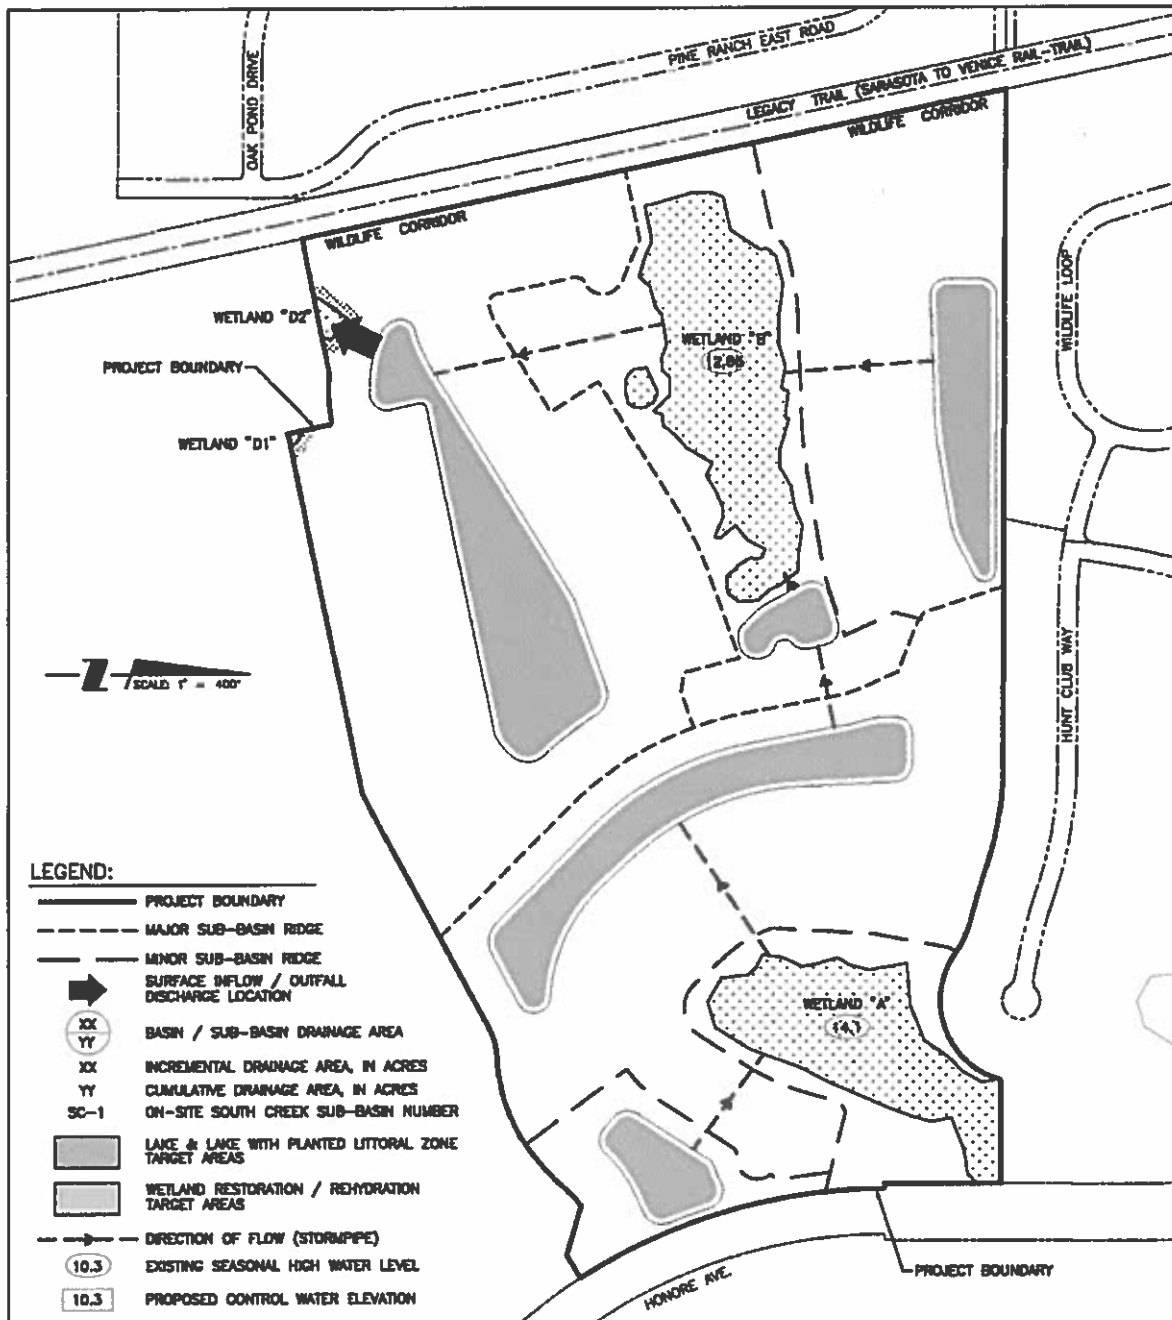 PINE RANCH EAST ROAD
OAK POND DRIVE
LEGACY TRAIL (SARASOTA TO VENICE RAIL-TRAIL)
WILDLIFE CORRIDOR
WILDLIFE CORRIDOR
WILDLIFE LOOP
WETLAND "D2"
WETLAND "B"
PROJECT BOUNDARY
WETLAND "D1"
HUNT CLUB WAY
Z
SCALE: 1" = 400'
LEGEND:
PROJECT BOUNDARY
MAJOR SUB-BASIN RIDGE
MINOR SUB-BASIN RIDGE
SURFACE INFLOW / OUTFALL
DISCHARGE LOCATION
XX
YY
BASIN / SUB-BASIN DRAINAGE AREA
XX INCREMENTAL DRAINAGE AREA, IN ACRES
YY CUMULATIVE DRAINAGE AREA, IN ACRES
SC-1 ON-SITE SOUTH CREEK SUB-BASIN NUMBER
LAKE & LAKE WITH PLANTED LITTORAL ZONE
TARGET AREAS
WETLAND RESTORATION / REHYDRATION
TARGET AREAS
DIRECTION OF FLOW (STORMPIPE)
10.3 EXISTING SEASONAL HIGH WATER LEVEL
10.3 PROPOSED CONTROL WATER ELEVATION
WETLAND "A"
14.1
PROJECT BOUNDARY
HONORE AVE.